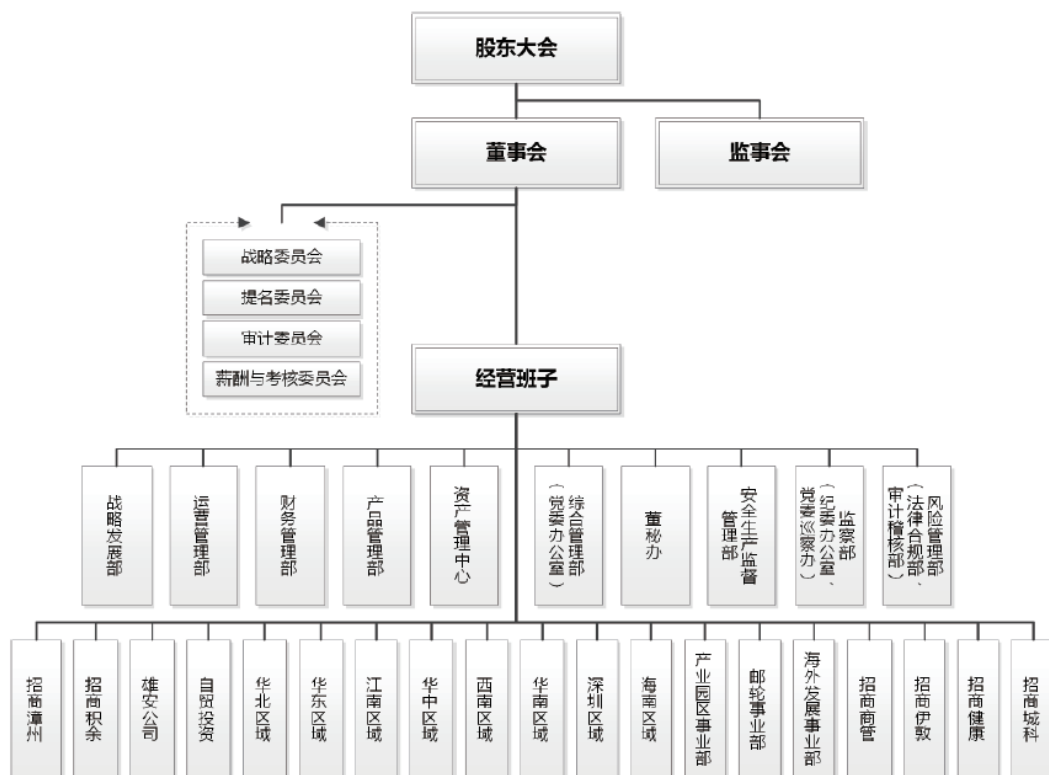 股东大会
董事会
监事会
战略委员会
提名委员会
审计委员会
薪酬与考核委员会
经营班子
战略发展部
运营管理部
财务管理部
产品管理部
资产管理中心
综合管理部
（党委办公室）
董秘办
安全生产监督
管理部
监察部
（纪委办公室、
党委巡察办）
风险管理部
（法律合规部、
审计稽核部）
招商漳州
招商积余
雄安公司
自贸投资
华北区域
华东区域
江南区域
华中区域
西南区域
华南区域
深圳区域
海南区域
产业园区事业部
邮轮事业部
海外发展事业部
招商商管
招商伊敦
招商健康
招商城科